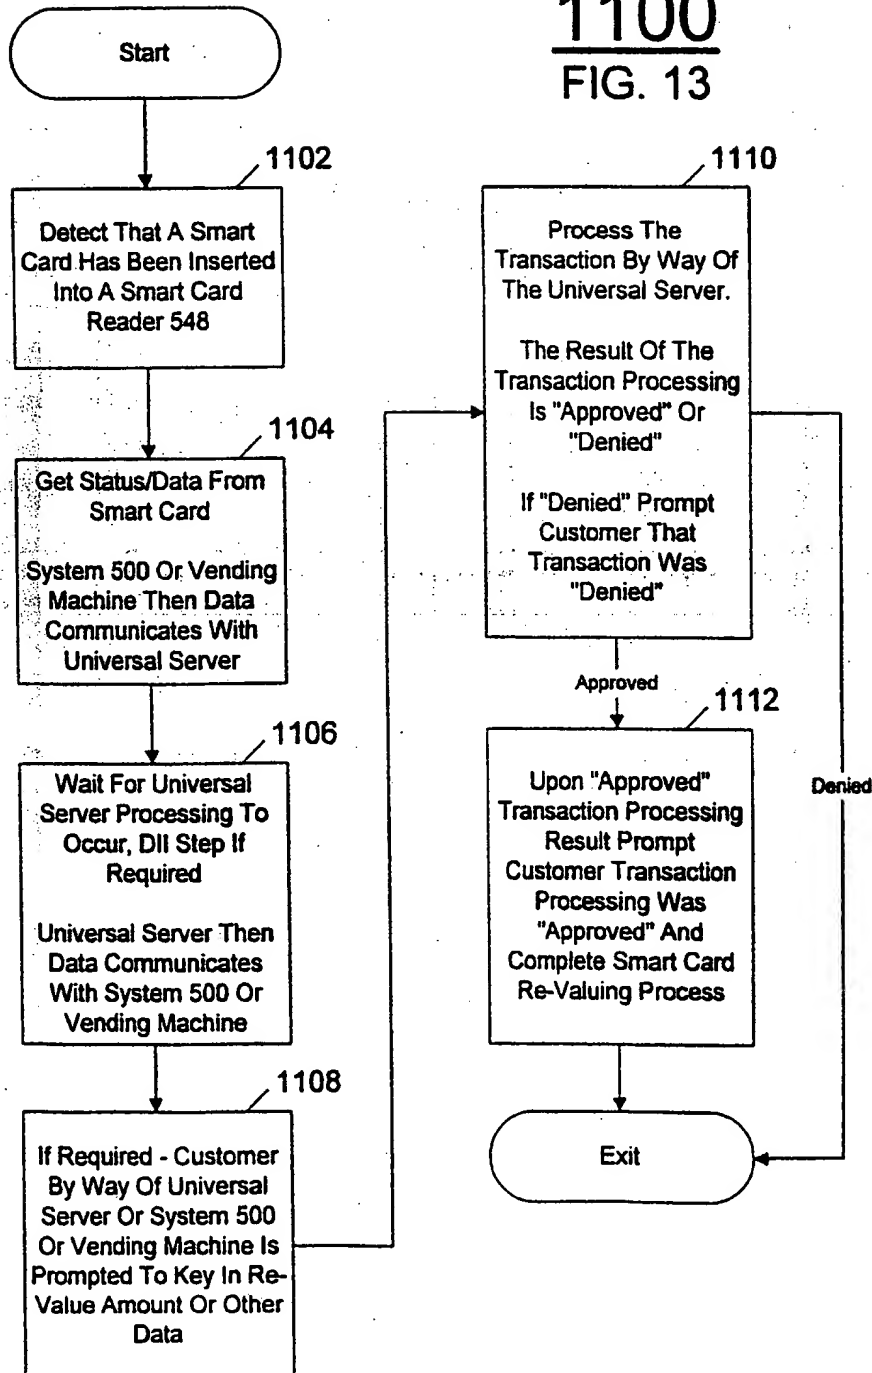 1100
FIG. 13
Start
1102
Detect That A Smart
Card Has Been Inserted
Into A Smart Card
Reader 548
1104
Get Status/Data From
Smart Card
System 500 Or Vending
Machine Then Data
Communicates With
Universal Server
1106
Wait For Universal
Server Processing To
Occur, DII Step If
Required
Universal Server Then
Data Communicates
With System 500 Or
Vending Machine
1108
If Required - Customer
By Way Of Universal
Server Or System 500
Or Vending Machine Is
Prompted To Key In Re-
Value Amount Or Other
Data
1110
Process The
Transaction By Way Of
The Universal Server.
The Result Of The
Transaction Processing
Is "Approved" Or
"Denied"
If "Denied" Prompt
Customer That
Transaction Was
"Denied"
Approved
Denied
1112
Upon "Approved"
Transaction Processing
Result Prompt
Customer Transaction
Processing Was
"Approved" And
Complete Smart Card
Re-Valuing Process
Exit